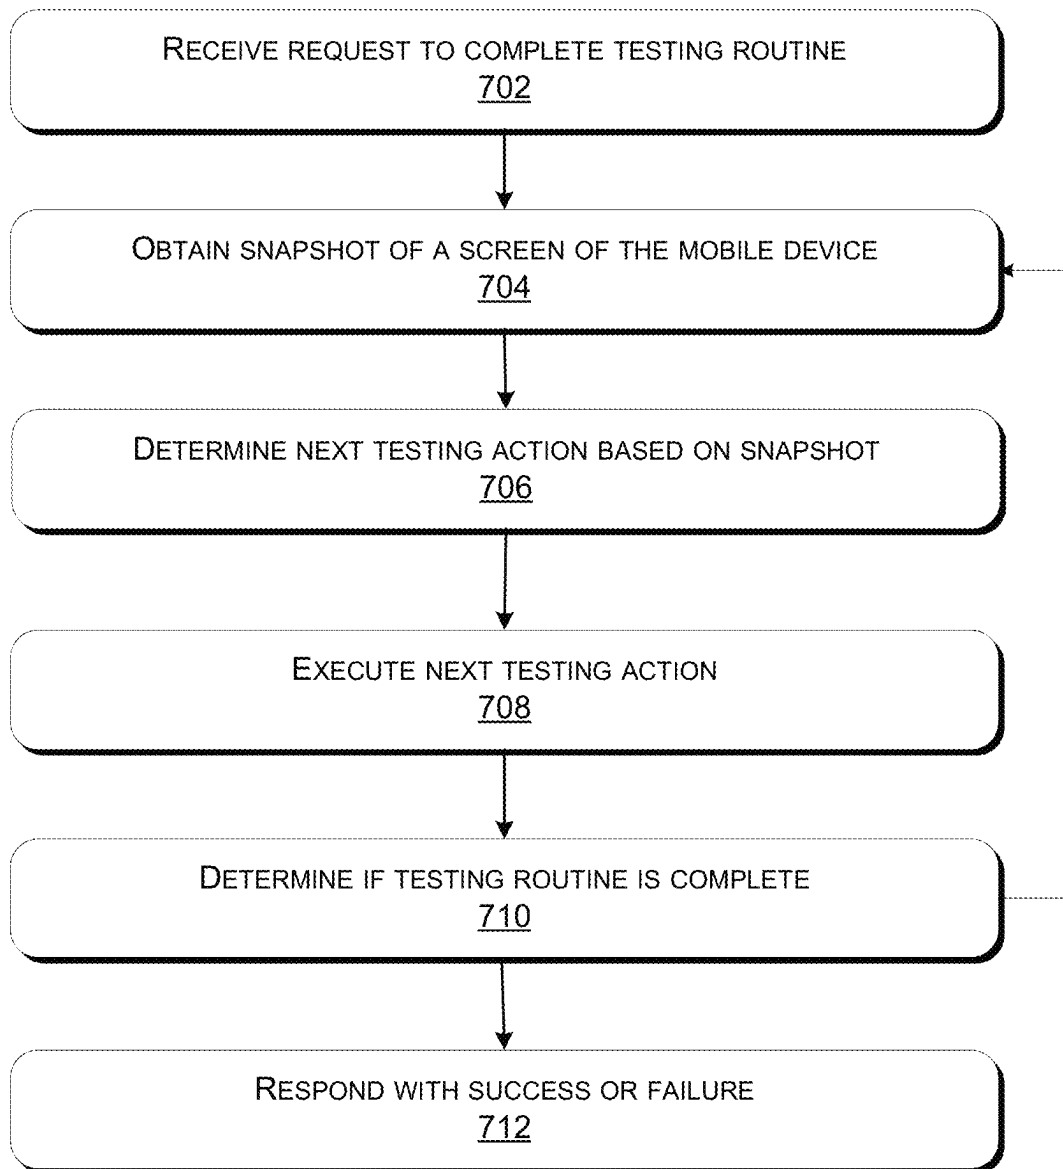 RECEIVE REQUEST TO COMPLETE TESTING ROUTINE
702
OBTAIN SNAPSHOT OF A SCREEN OF THE MOBILE DEVICE
704
DETERMINE NEXT TESTING ACTION BASED ON SNAPSHOT
706
EXECUTE NEXT TESTING ACTION
708
DETERMINE IF TESTING ROUTINE IS COMPLETE
710
RESPOND WITH SUCCESS OR FAILURE
712